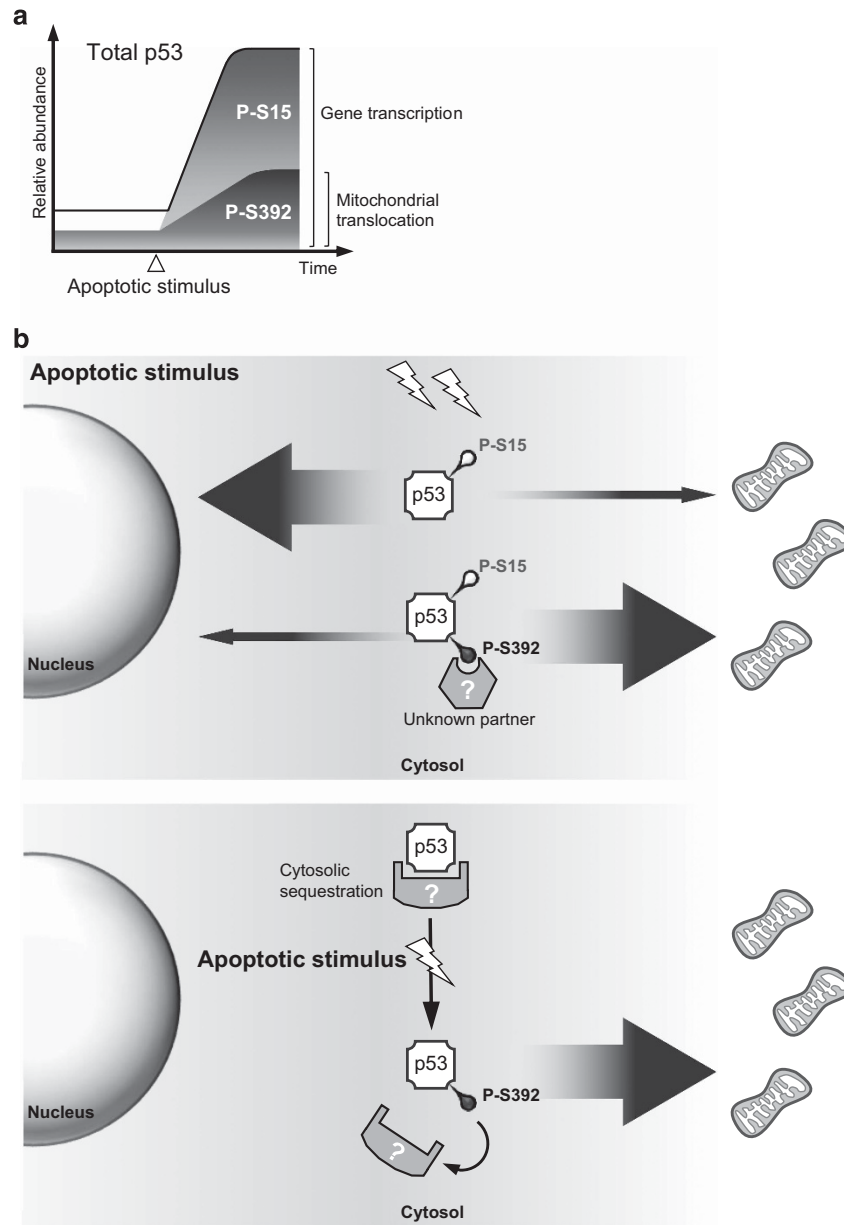 a
Total p53
Relative abundance
P-S15
P-S392
Gene transcription
Mitochondrial
translocation
Time
Apoptotic stimulus
b
Apoptotic stimulus
P-S15
p53
P-S15
p53
P-S392
?
Unknown partner
Nucleus
Cytosol
p53
Cytosolic
sequestration
?
Apoptotic stimulus
p53
P-S392
Nucleus
?
Cytosol